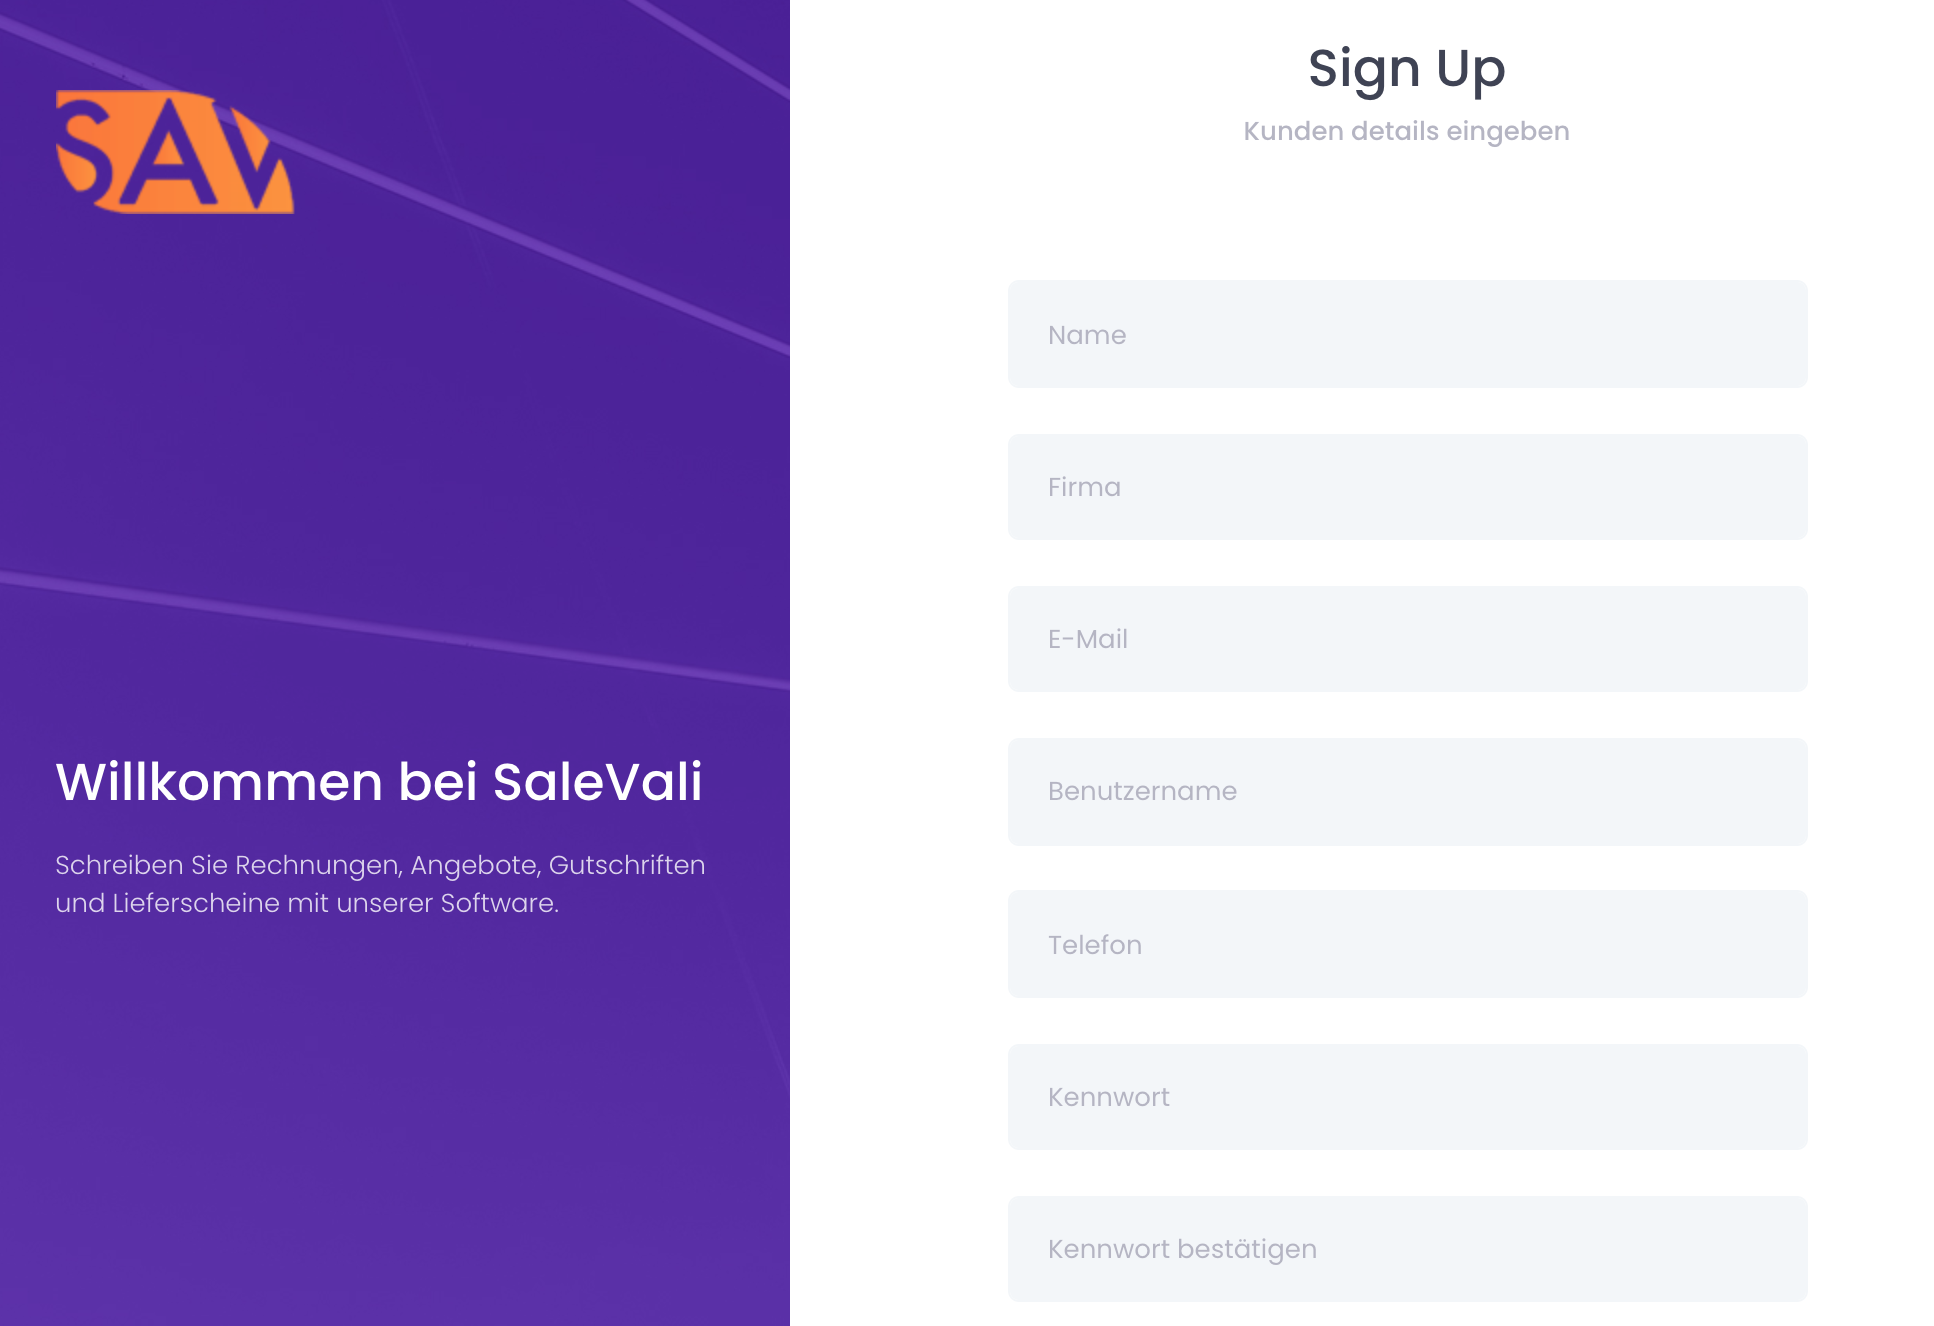 SAV
Willkommen bei SaleVali
Schreiben Sie Rechnungen, Angebote, Gutschriften
und Lieferscheine mit unserer Software.
Sign Up
Kunden details eingeben
Name
Firma
E-Mail
Benutzername
Telefon
Kennwort
Kennwort bestätigen